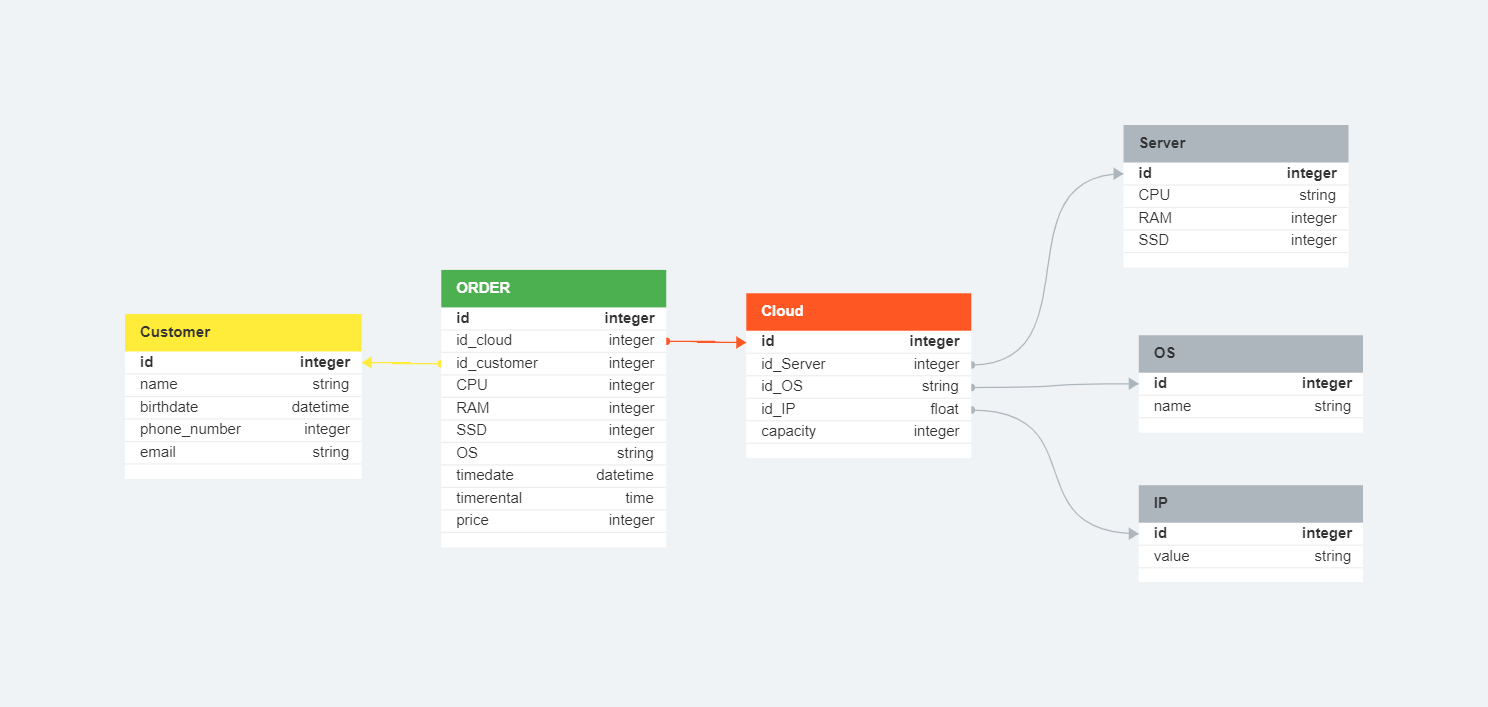 Customer
id integer
name string
birthdate datetime
phone_number integer
email string
ORDER
id integer
id_cloud integer
id_customer integer
CPU integer
RAM integer
SSD integer
OS string
timedate datetime
timerental time
price integer
Cloud
id integer
id_Server integer
id_OS string
id_IP float
capacity integer
Server
id integer
CPU string
RAM integer
SSD integer
OS
id integer
name string
IP
id integer
value string